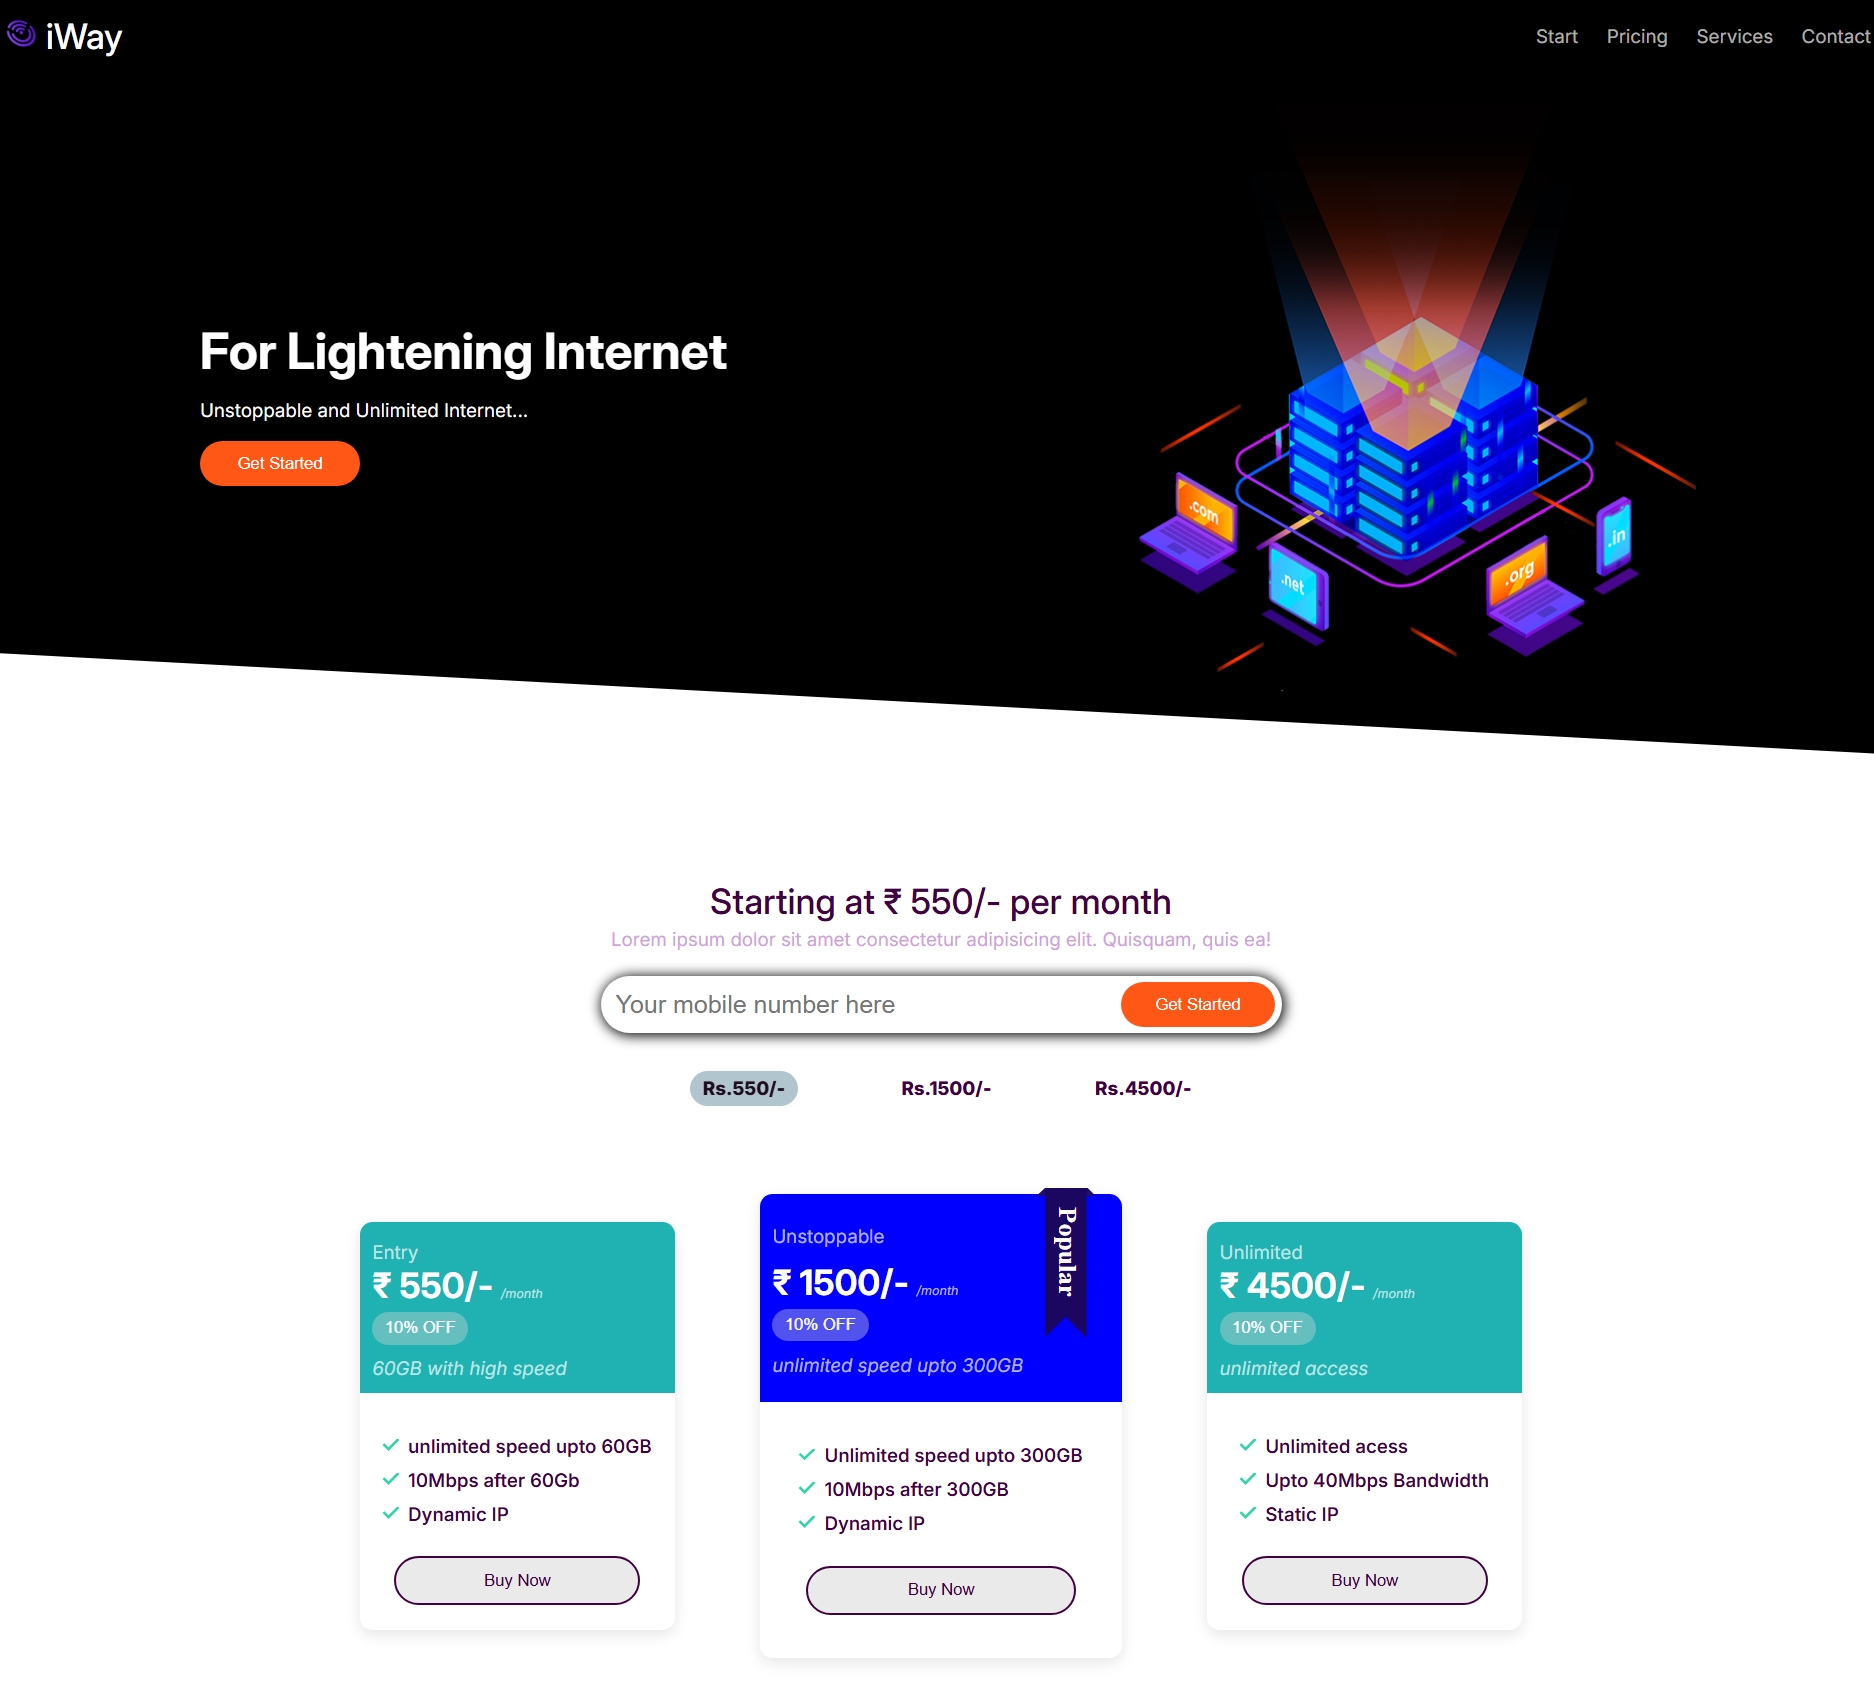 iWay
Start Pricing Services Contact
For Lightening Internet
Unstoppable and Unlimited Internet...
Get Started
.com
.net
.org
.in
Starting at ₹ 550/- per month
Lorem ipsum dolor sit amet consectetur adipisicing elit. Quisquam, quis ea!
Your mobile number here
Get Started
Rs.550/- Rs.1500/- Rs.4500/-
Entry
₹ 550/- /month
10% OFF
60GB with high speed
unlimited speed upto 60GB
10Mbps after 60Gb
Dynamic IP
Buy Now
Popular
Unstoppable
₹ 1500/- /month
10% OFF
unlimited speed upto 300GB
Unlimited speed upto 300GB
10Mbps after 300GB
Dynamic IP
Buy Now
Unlimited
₹ 4500/- /month
10% OFF
unlimited access
Unlimited acess
Upto 40Mbps Bandwidth
Static IP
Buy Now